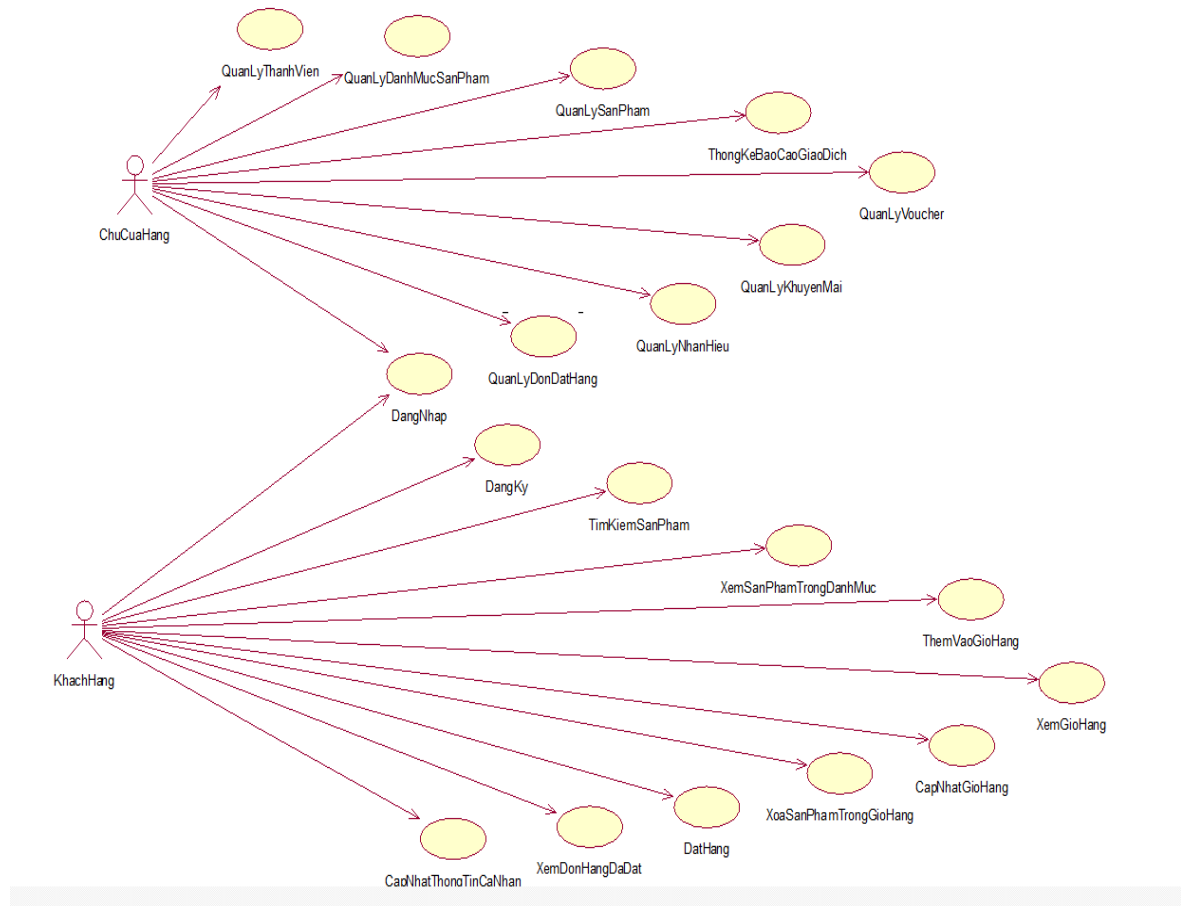 QuanLyThanhVien
QuanLyDanhMucSanPham
QuanLySanPham
ThongKeBaoCaoGiaoDich
QuanLyVoucher
ChuCuaHang
QuanLyKhuyenMai
QuanLyNhanHieu
QuanLyDonDatHang
DangNhap
DangKy
TimKiemSanPham
XemSanPhamTrongDanhMuc
ThemVaoGioHang
KhachHang
XemGioHang
CapNhatGioHang
XoaSanPhamTrongGioHang
DatHang
XemDonHangDaDat
CapNhatThongTinCaNhan